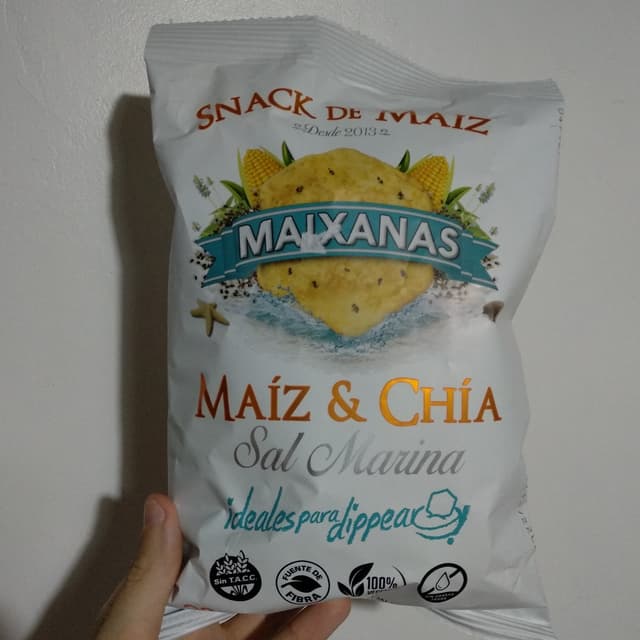 SNACK DE MAIZ
Desde 2013
MAIXANAS
MAÍZ & CHÍA
Sal Marina
ideales para dippear
Sin T.A.C.C.
FUENTE DE
FIBRA
100%